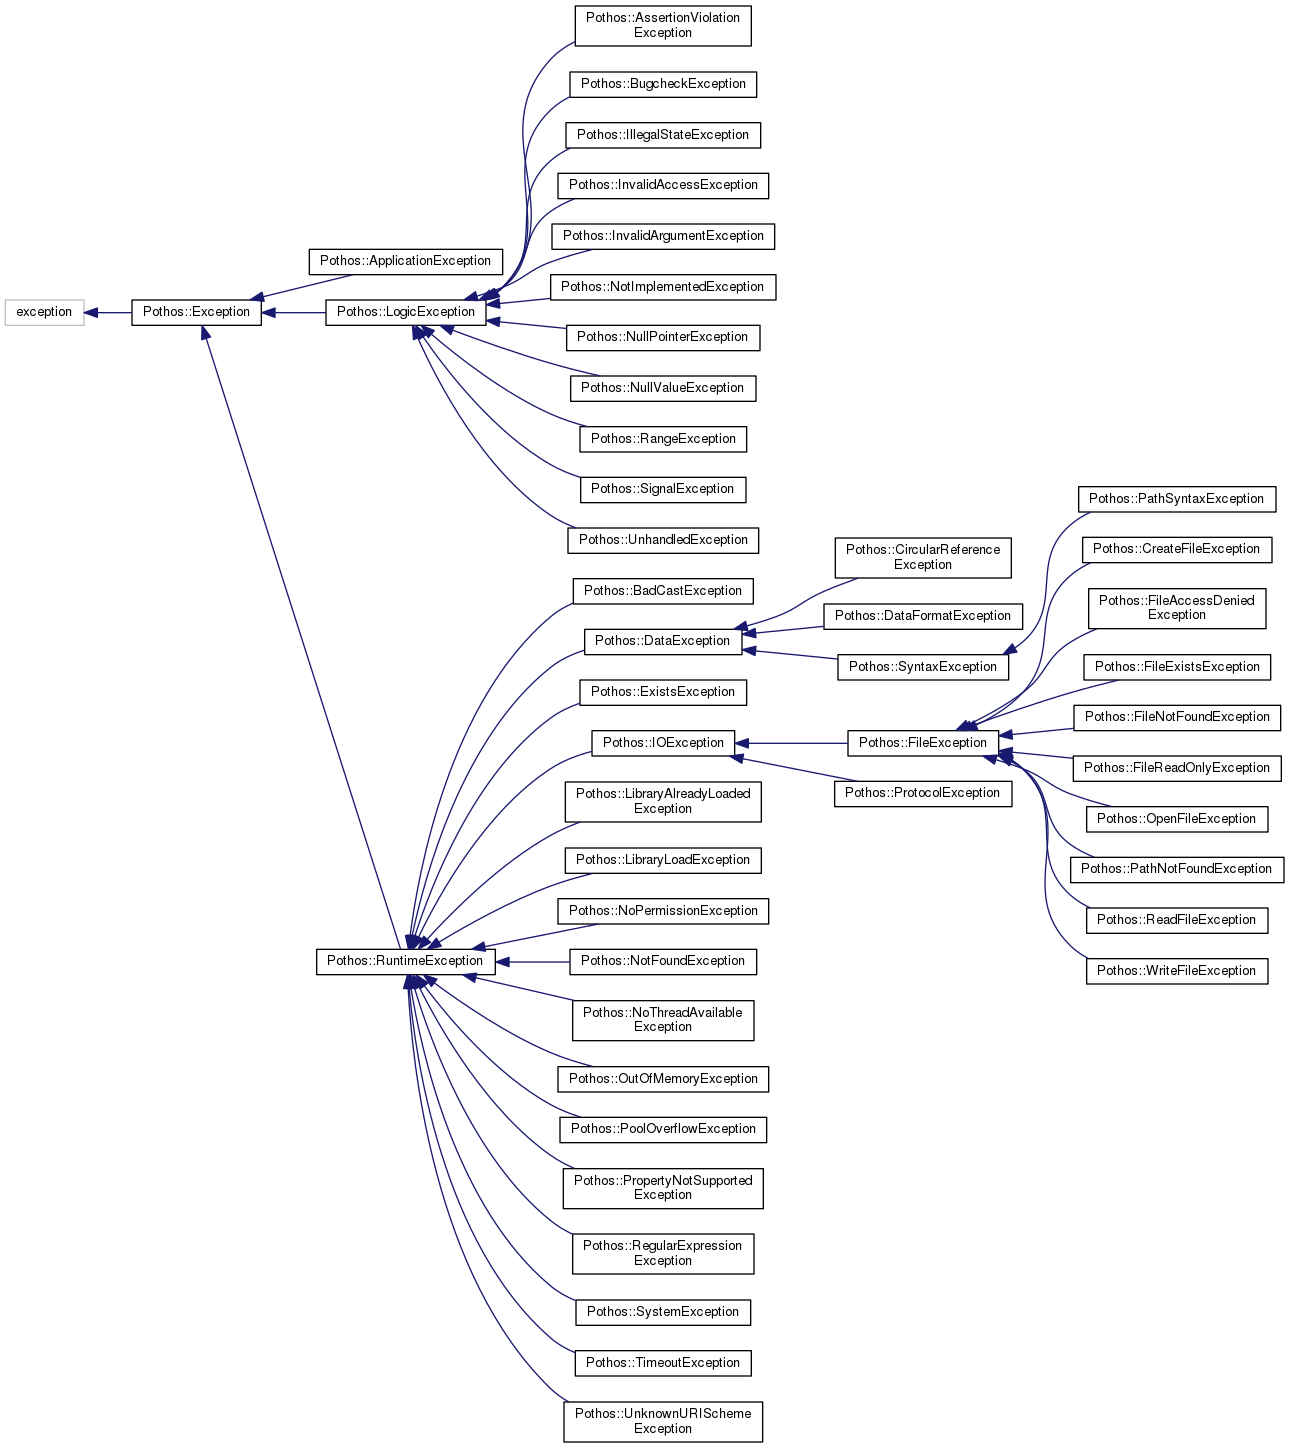 exception
Pothos::Exception
Pothos::ApplicationException
Pothos::LogicException
Pothos::RuntimeException
Pothos::AssertionViolation
Exception
Pothos::BugcheckException
Pothos::IllegalStateException
Pothos::InvalidAccessException
Pothos::InvalidArgumentException
Pothos::NotImplementedException
Pothos::NullPointerException
Pothos::NullValueException
Pothos::RangeException
Pothos::SignalException
Pothos::UnhandledException
Pothos::BadCastException
Pothos::DataException
Pothos::ExistsException
Pothos::IOException
Pothos::LibraryAlreadyLoaded
Exception
Pothos::LibraryLoadException
Pothos::NoPermissionException
Pothos::NotFoundException
Pothos::NoThreadAvailable
Exception
Pothos::OutOfMemoryException
Pothos::PoolOverflowException
Pothos::PropertyNotSupported
Exception
Pothos::RegularExpression
Exception
Pothos::SystemException
Pothos::TimeoutException
Pothos::UnknownURIScheme
Exception
Pothos::CircularReference
Exception
Pothos::DataFormatException
Pothos::SyntaxException
Pothos::FileException
Pothos::ProtocolException
Pothos::PathSyntaxException
Pothos::CreateFileException
Pothos::FileAccessDenied
Exception
Pothos::FileExistsException
Pothos::FileNotFoundException
Pothos::FileReadOnlyException
Pothos::OpenFileException
Pothos::PathNotFoundException
Pothos::ReadFileException
Pothos::WriteFileException